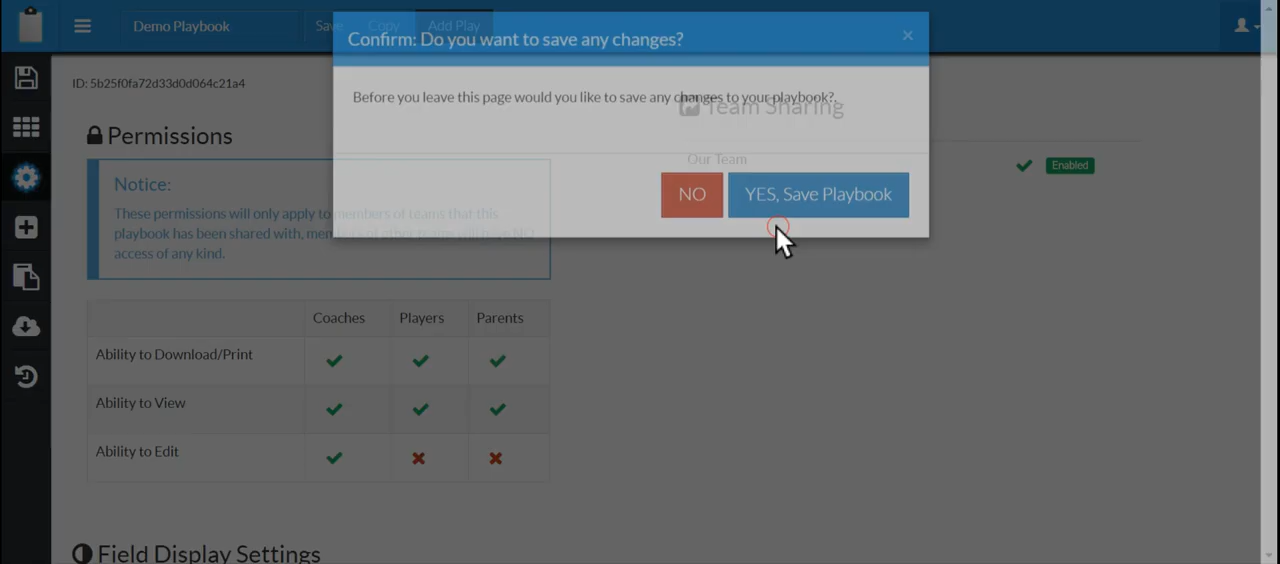 Demo Playbook
Save
Copy
Add Play
Confirm: Do you want to save any changes?
×
ID: 5b25f0fa72d33d0d064c21a4
Before you leave this page would you like to save any changes to your playbook?.
Team Sharing
Permissions
Our Team
Enabled
NO
YES, Save Playbook
Notice:
These permissions will only apply to members of teams that this
playbook has been shared with, members of other teams will have NO
access of any kind.
Coaches
Players
Parents
Ability to Download/Print
Ability to View
Ability to Edit
Field Display Settings